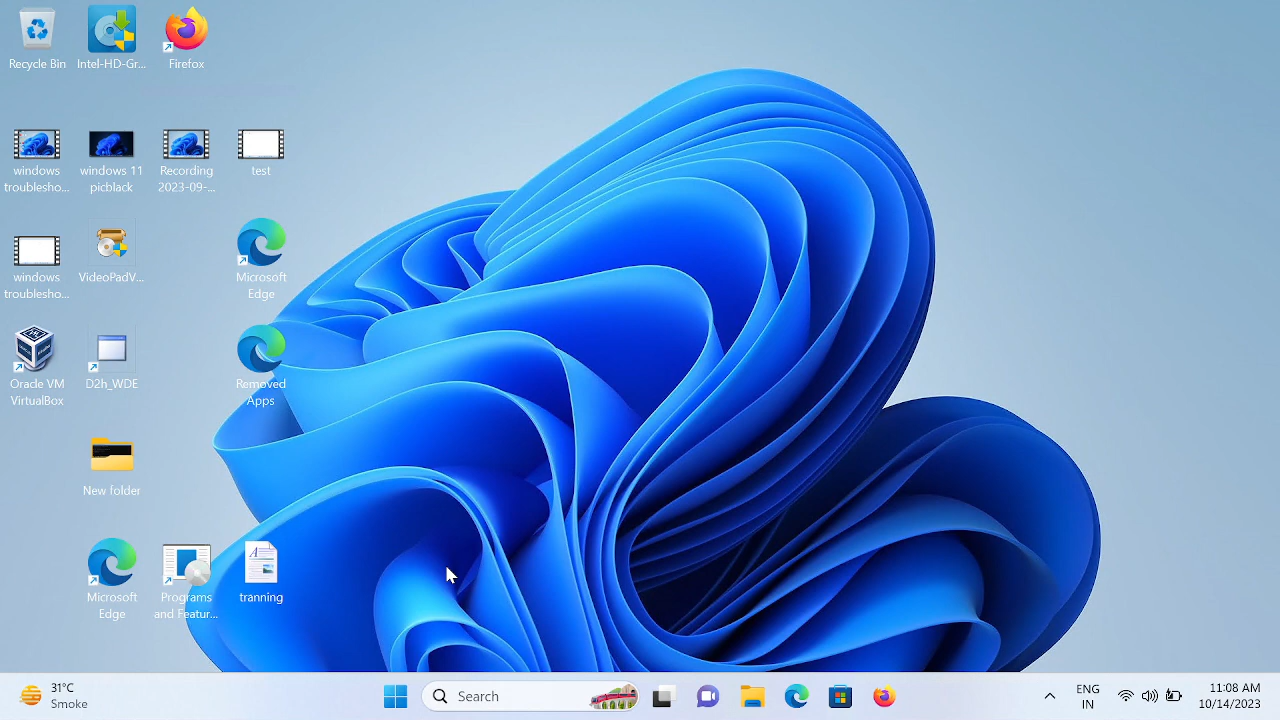 Recycle Bin
Intel-HD-Gr...
Firefox
windows
troublesho...
windows 11
picblack
Recording
2023-09-...
test
windows
troublesho...
VideoPadV...
Microsoft
Edge
Oracle VM
VirtualBox
D2h_WDE
Removed
Apps
New folder
Microsoft
Edge
Programs
and Featur...
tranning
31°C
Smoke
Search
ENG
IN
11:08 AM
10/14/2023